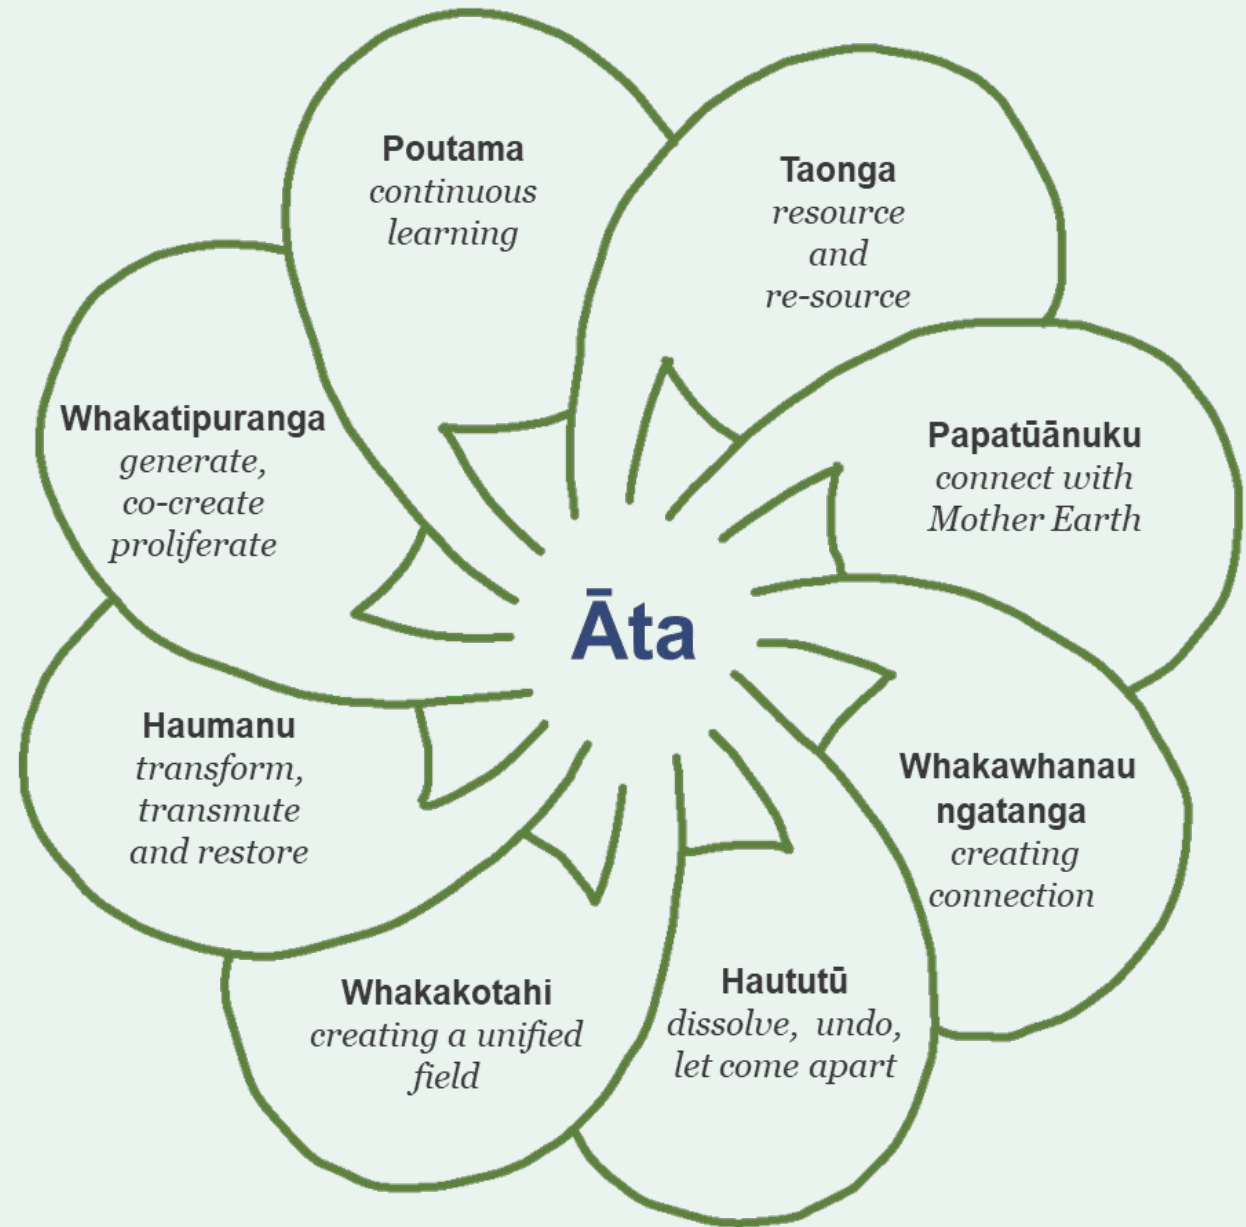 Poutama
continuous
learning
Taonga
resource
and
re-source
Papatūānuku
connect with
Mother Earth
Whakawhanau
ngatanga
creating
connection
Haututū
dissolve, undo,
let come apart
Whakakotahi
creating a unified
field
Haumanu
transform,
transmute
and restore
Whakatipuranga
generate,
co-create
proliferate
Āta